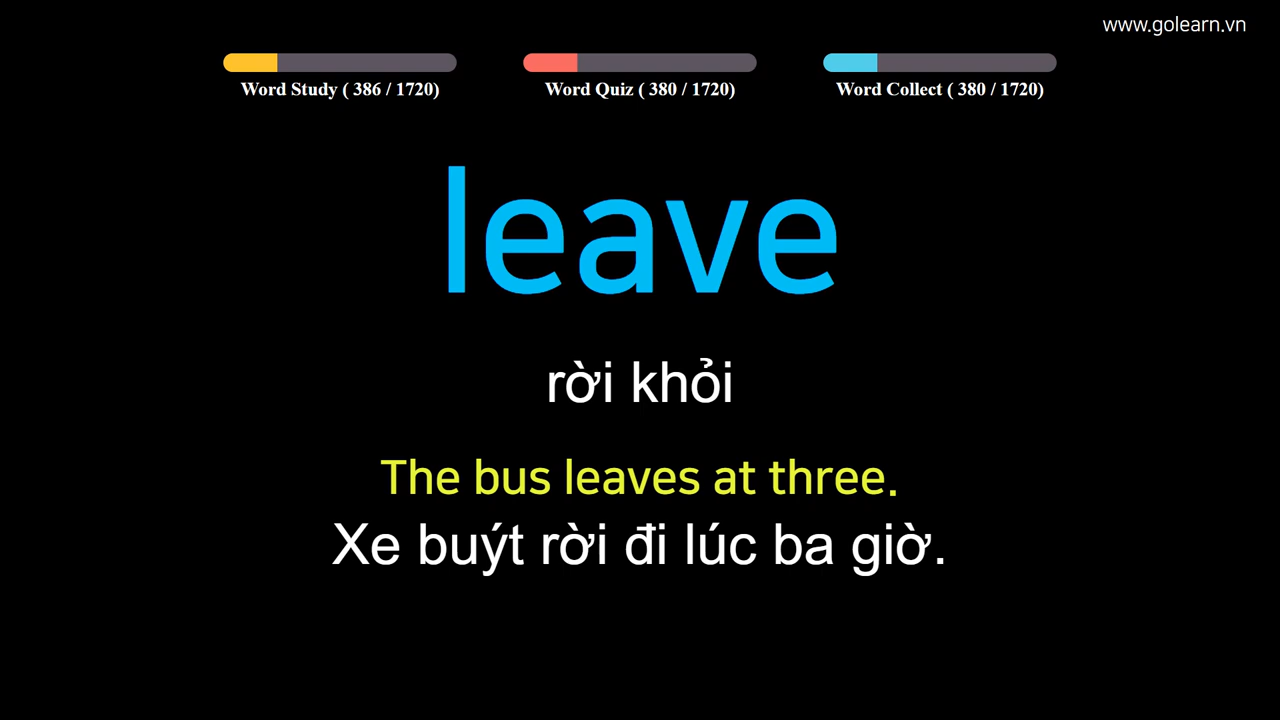 www.golearn.vn
Word Study ( 386 / 1720)
Word Quiz ( 380 / 1720)
Word Collect ( 380 / 1720)
leave
rời khỏi
The bus leaves at three.
Xe buýt rời đi lúc ba giờ.